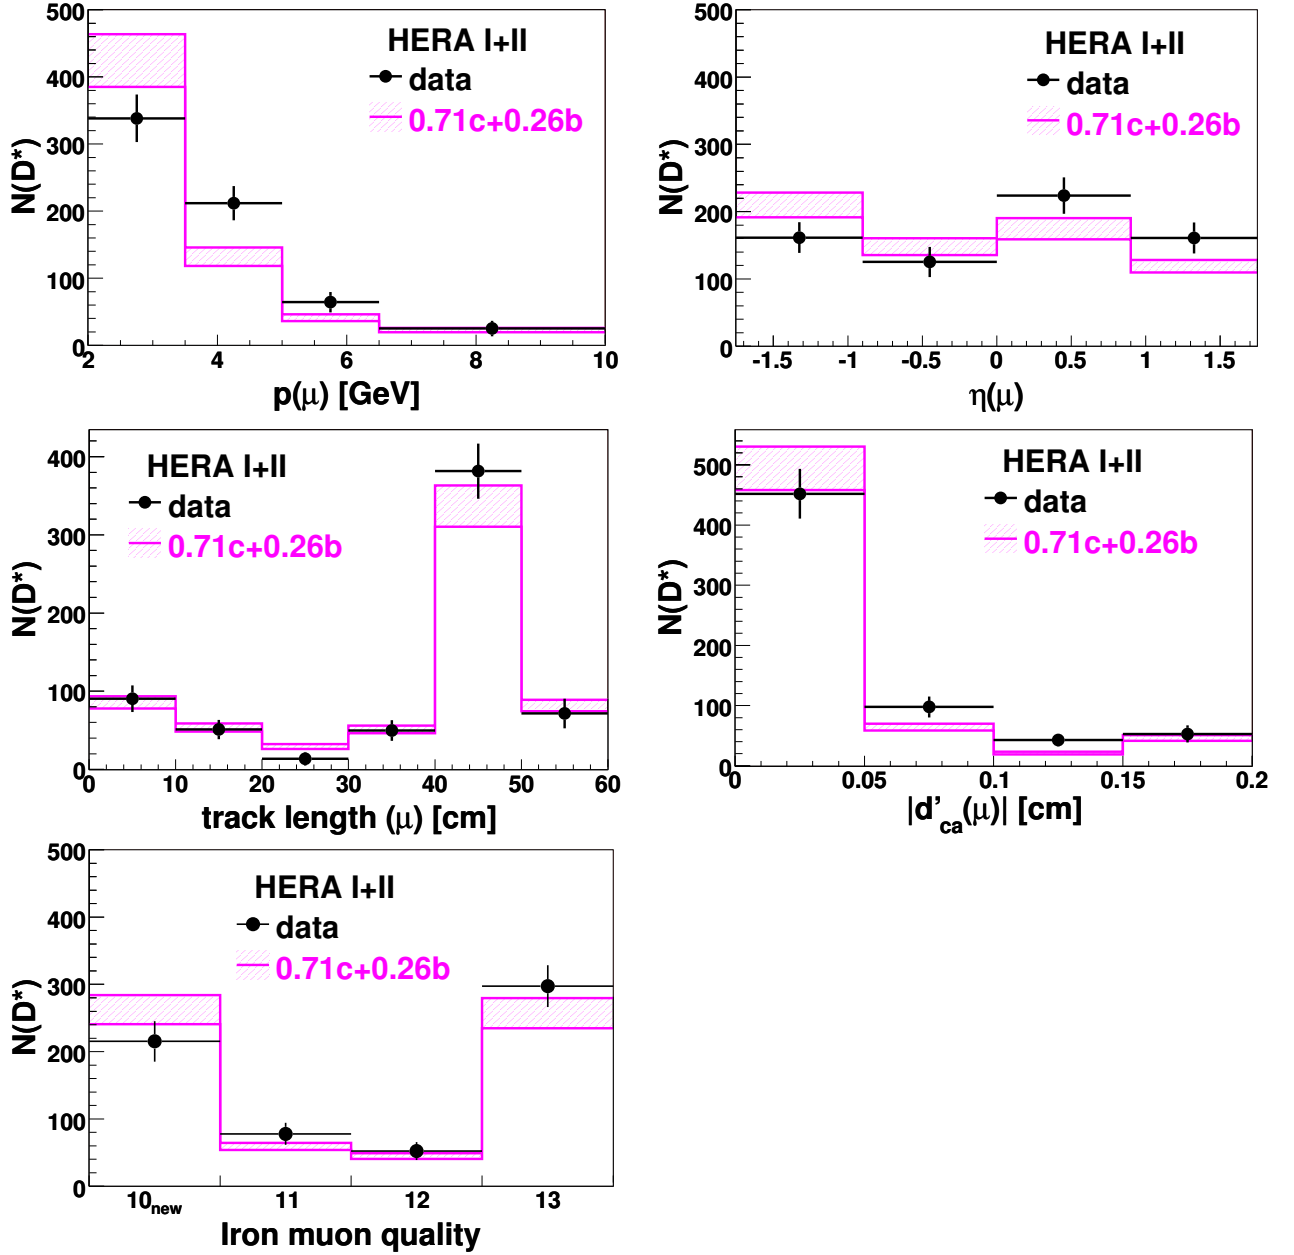 500
400
300
200
100
0
N(D*)
HERA I+II
data
0.71c+0.26b
2 4 6 8 10
p(μ) [GeV]
500
400
300
200
100
0
N(D*)
HERA I+II
data
0.71c+0.26b
-1.5 -1 -0.5 0 0.5 1 1.5
η(μ)
400
300
200
100
0
N(D*)
HERA I+II
data
0.71c+0.26b
0 10 20 30 40 50 60
track length (μ) [cm]
500
400
300
200
100
0
N(D*)
HERA I+II
data
0.71c+0.26b
0 0.05 0.1 0.15 0.2
|d’ca(μ)| [cm]
500
400
300
200
100
0
N(D*)
HERA I+II
data
0.71c+0.26b
10new 11 12 13
Iron muon quality